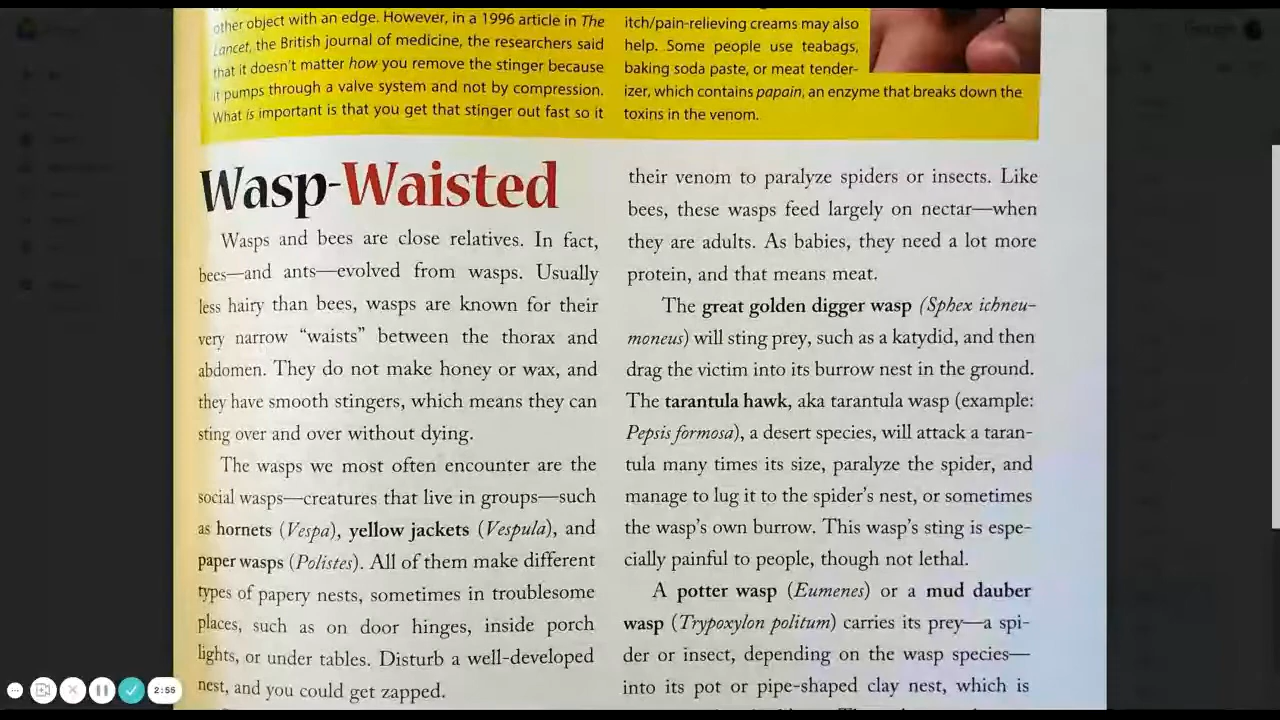 other object with an edge. However, in a 1996 article in The
Lancet, the British journal of medicine, the researchers said
that it doesn't matter how you remove the stinger because
it pumps through a valve system and not by compression.
What is important is that you get that stinger out fast so it
itch/pain-relieving creams may also
help. Some people use teabags,
baking soda paste, or meat tender-
izer, which contains papain, an enzyme that breaks down the
toxins in the venom.
Wasp-Waisted
Wasps and bees are close relatives. In fact,
bees—and ants—evolved from wasps. Usually
less hairy than bees, wasps are known for their
very narrow “waists” between the thorax and
abdomen. They do not make honey or wax, and
they have smooth stingers, which means they can
sting over and over without dying.
The wasps we most often encounter are the
social wasps—creatures that live in groups—such
as hornets (Vespa), yellow jackets (Vespula), and
paper wasps (Polistes). All of them make different
types of papery nests, sometimes in troublesome
places, such as on door hinges, inside porch
lights, or under tables. Disturb a well-developed
nest, and you could get zapped.
their venom to paralyze spiders or insects. Like
bees, these wasps feed largely on nectar—when
they are adults. As babies, they need a lot more
protein, and that means meat.
The great golden digger wasp (Sphex ichneu-
moneus) will sting prey, such as a katydid, and then
drag the victim into its burrow nest in the ground.
The tarantula hawk, aka tarantula wasp (example:
Pepsis formosa), a desert species, will attack a taran-
tula many times its size, paralyze the spider, and
manage to lug it to the spider's nest, or sometimes
the wasp's own burrow. This wasp's sting is espe-
cially painful to people, though not lethal.
A potter wasp (Eumenes) or a mud dauber
wasp (Trypoxylon politum) carries its prey—a spi-
der or insect, depending on the wasp species—
into its pot or pipe-shaped clay nest, which is
2:56